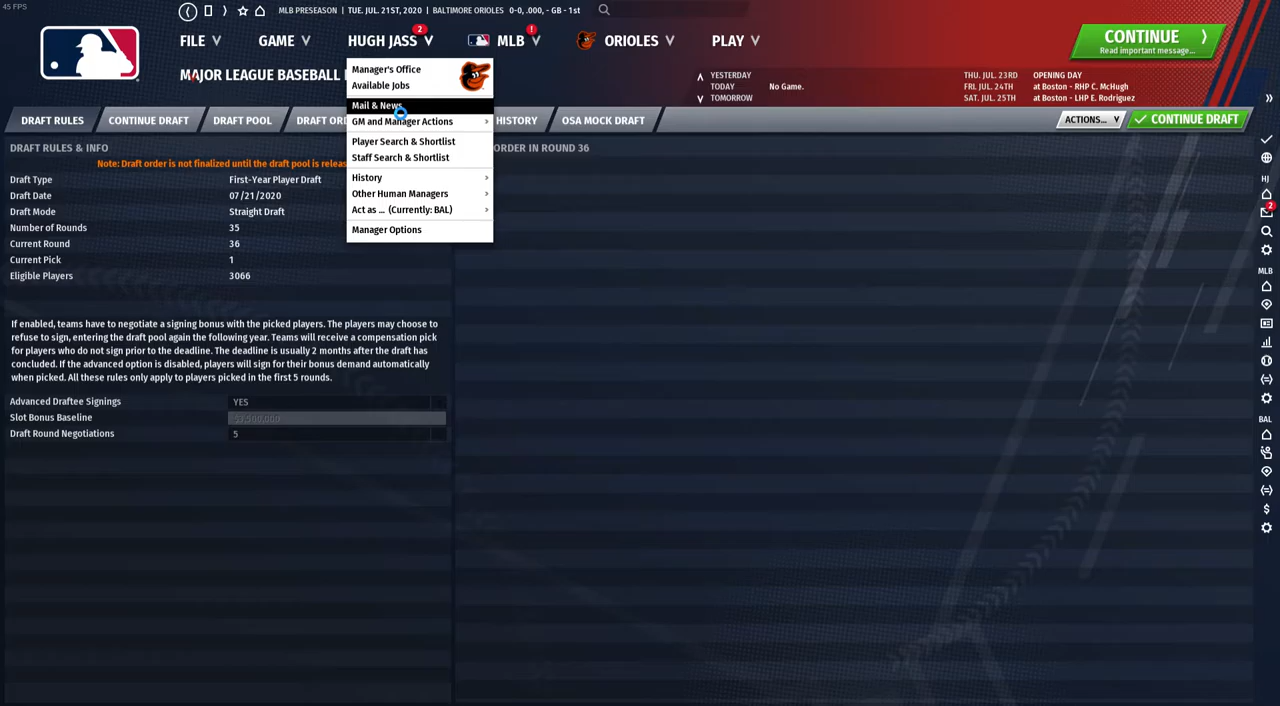 45 FPS
MLB PRESEASON | TUE. JUL. 21ST, 2020 | BALTIMORE ORIOLES 0-0, .000, - GB - 1st
FILE GAME HUGH JASS 2 MLB ! ORIOLES PLAY
CONTINUE
Read important message...
MAJOR LEAGUE BASEBALL
YESTERDAY
TODAY No Game.
TOMORROW
THU. JUL. 23RD OPENING DAY
FRI. JUL. 24TH at Boston - RHP C. McHugh
SAT. JUL. 25TH at Boston - LHP E. Rodriguez
Manager's Office
Available Jobs
Mail & News
GM and Manager Actions
Player Search & Shortlist
Staff Search & Shortlist
History
Other Human Managers
Act as ... (Currently: BAL)
Manager Options
DRAFT RULES CONTINUE DRAFT DRAFT POOL DRAFT ORD HISTORY OSA MOCK DRAFT ACTIONS... CONTINUE DRAFT
DRAFT RULES & INFO
ORDER IN ROUND 36
Note: Draft order is not finalized until the draft pool is relea
Draft Type First-Year Player Draft
Draft Date 07/21/2020
Draft Mode Straight Draft
Number of Rounds 35
Current Round 36
Current Pick 1
Eligible Players 3066
If enabled, teams have to negotiate a signing bonus with the picked players. The players may choose to
refuse to sign, entering the draft pool again the following year. Teams will receive a compensation pick
for players who do not sign prior to the deadline. The deadline is usually 2 months after the draft has
concluded. If the advanced option is disabled, players will sign for their bonus demand automatically
when picked. All these rules only apply to players picked in the first 5 rounds.
Advanced Draftee Signings YES
Slot Bonus Baseline
Draft Round Negotiations 5
HJ
2
MLB
BAL